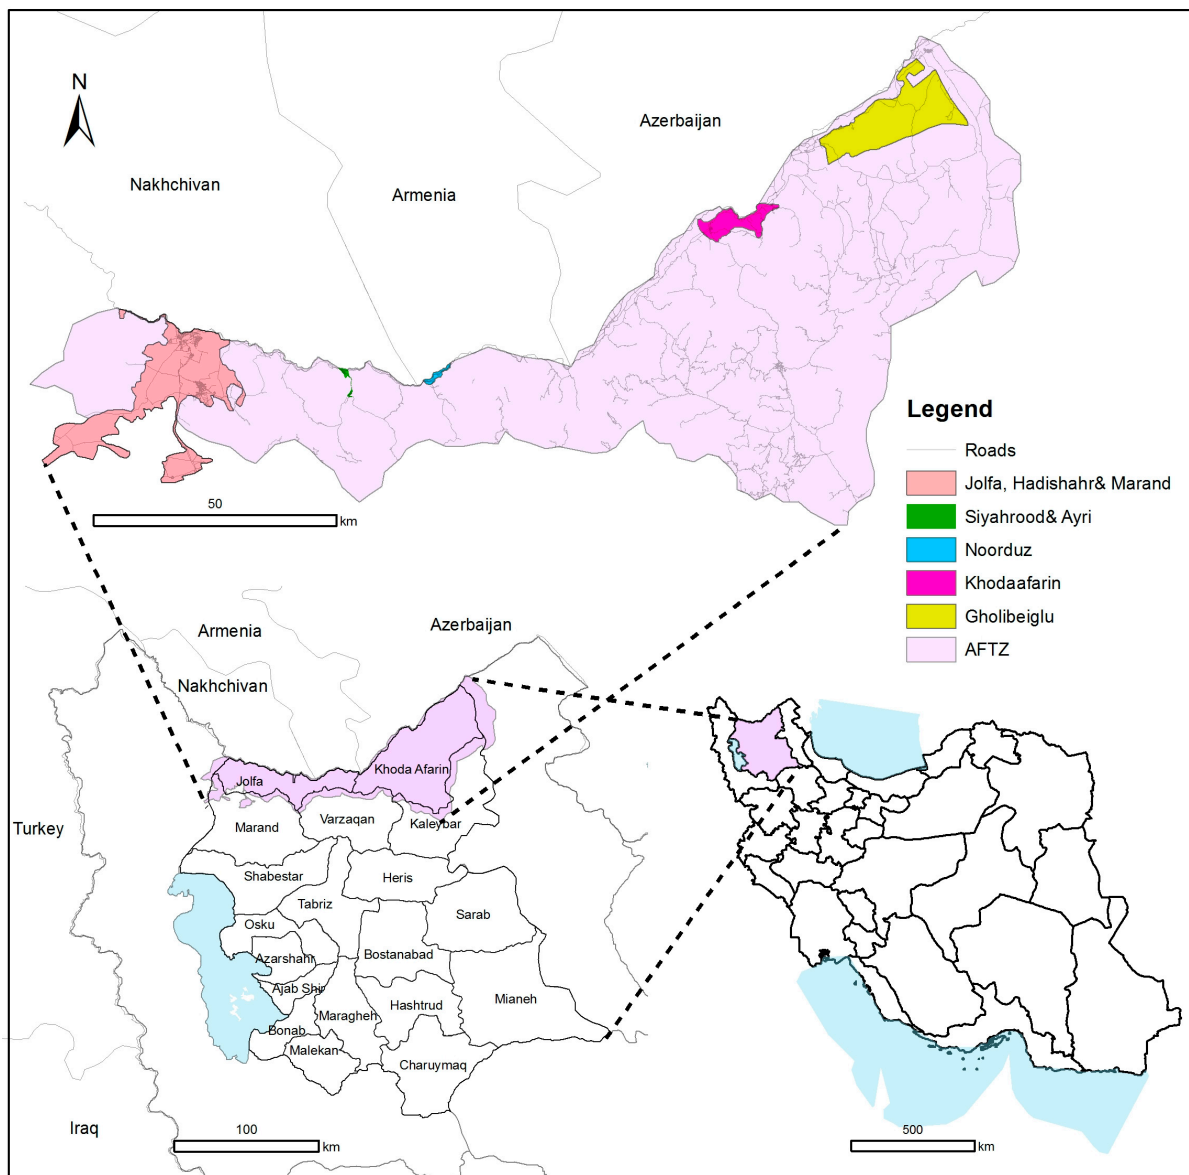 N
Azerbaijan
Nakhchivan
Armenia
Legend
Roads
Jolfa, Hadishahr& Marand
Siyahrood& Ayri
Noorduz
Khodaafarin
Gholibeiglu
AFTZ
50
km
Armenia
Azerbaijan
Nakhchivan
Jolfa
Khoda Afarin
Turkey
Marand
Varzaqan
Kaleybar
Shabestar
Heris
Tabriz
Sarab
Osku
Azarshahr
Bostanabad
Ajab Shir
Mianeh
Maragheh
Hashtrud
Bonab
Malekan
Charuymaq
Iraq
100
km
500
km